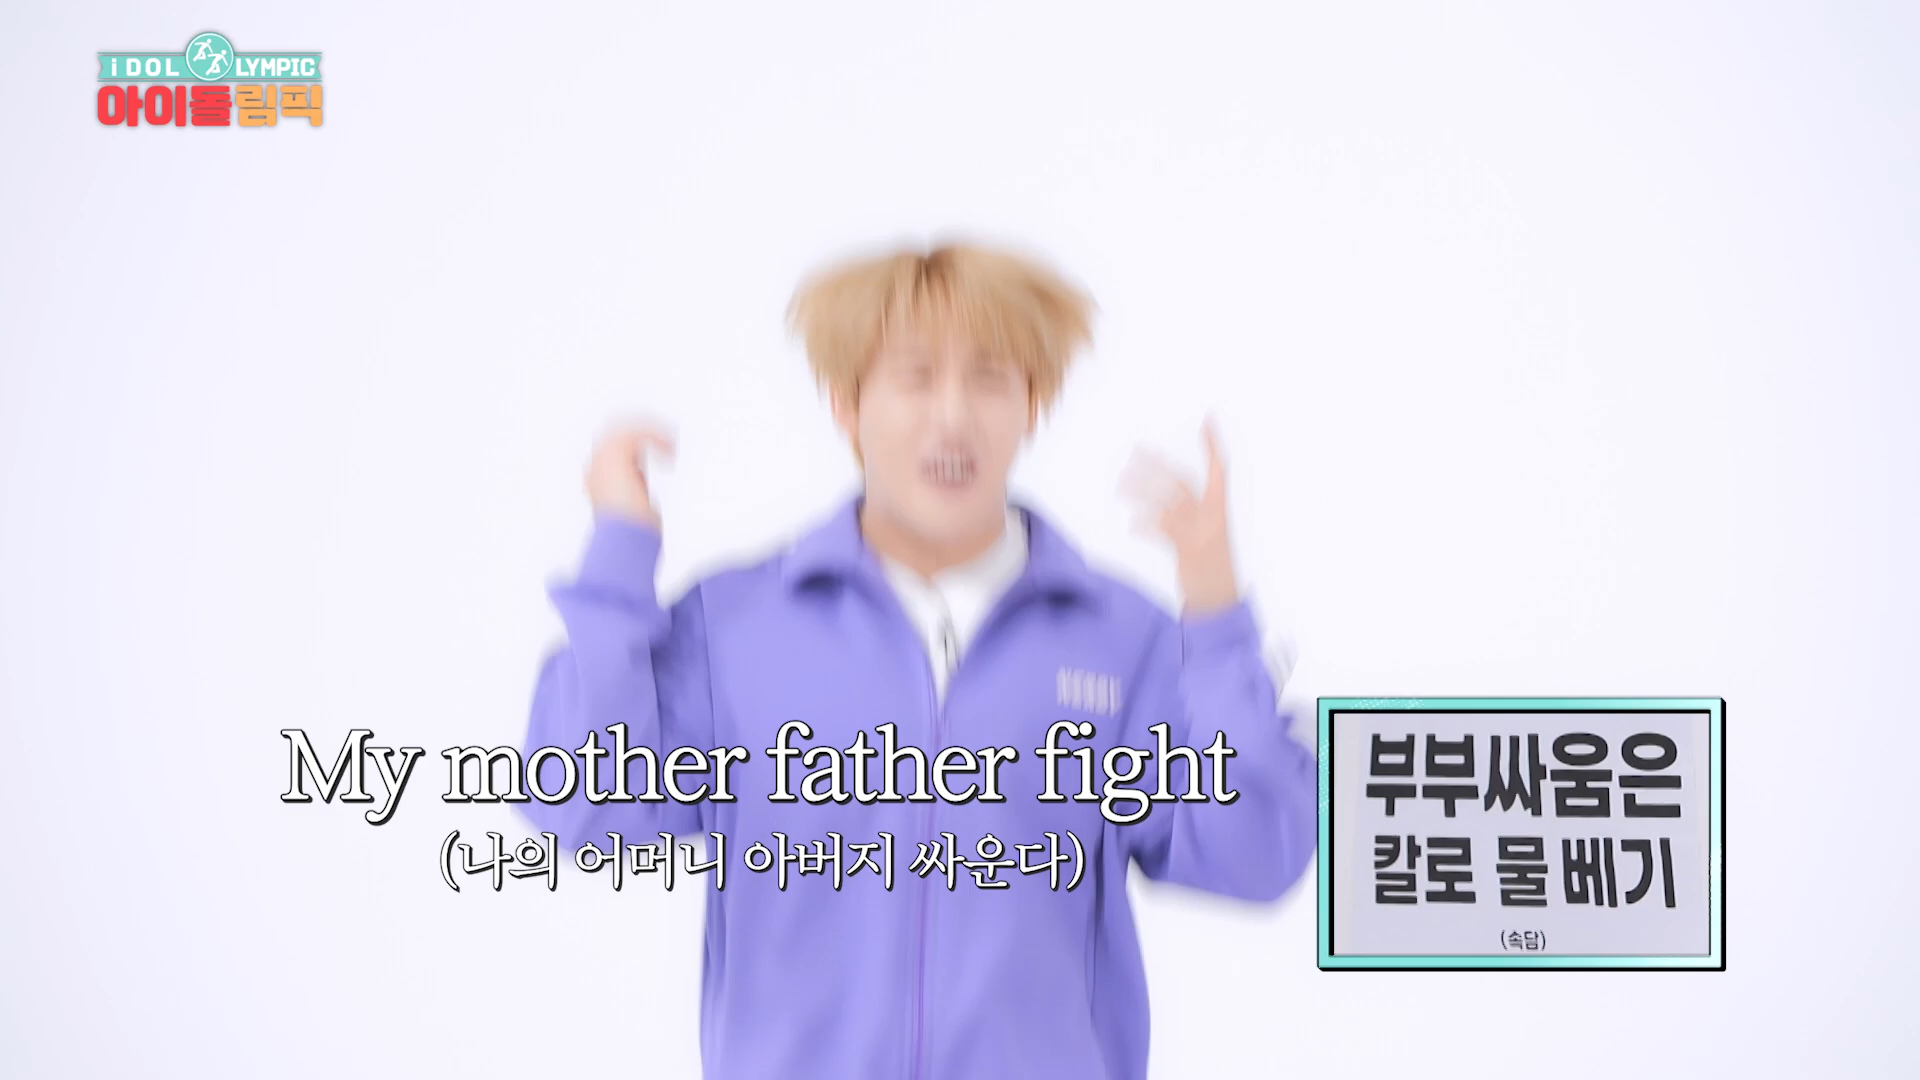 iDOL LYMPIC
아이돌림픽
My mother father fight
(나의 어머니 아버지 싸운다)
부부싸움은
칼로 물 베기
(속담)